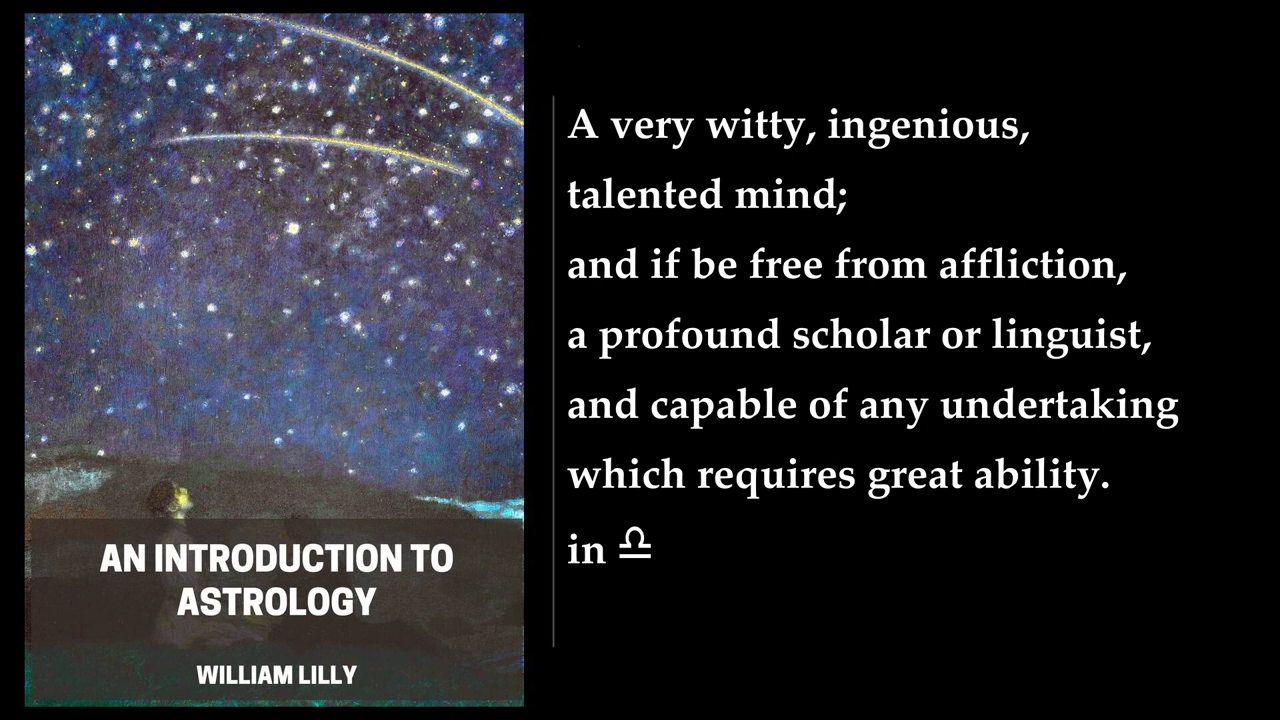 AN INTRODUCTION TO
ASTROLOGY
WILLIAM LILLY
A very witty, ingenious,
talented mind;
and if be free from affliction,
a profound scholar or linguist,
and capable of any undertaking
which requires great ability.
in ♎